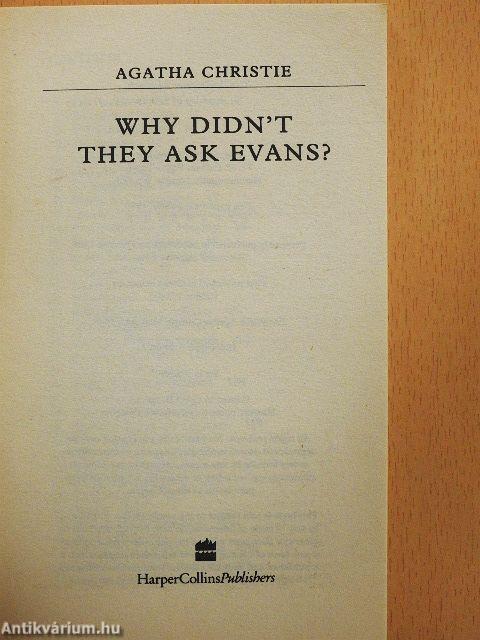 AGATHA CHRISTIE
WHY DIDN'T
THEY ASK EVANS?
HarperCollinsPublishers
Antikvárium.hu